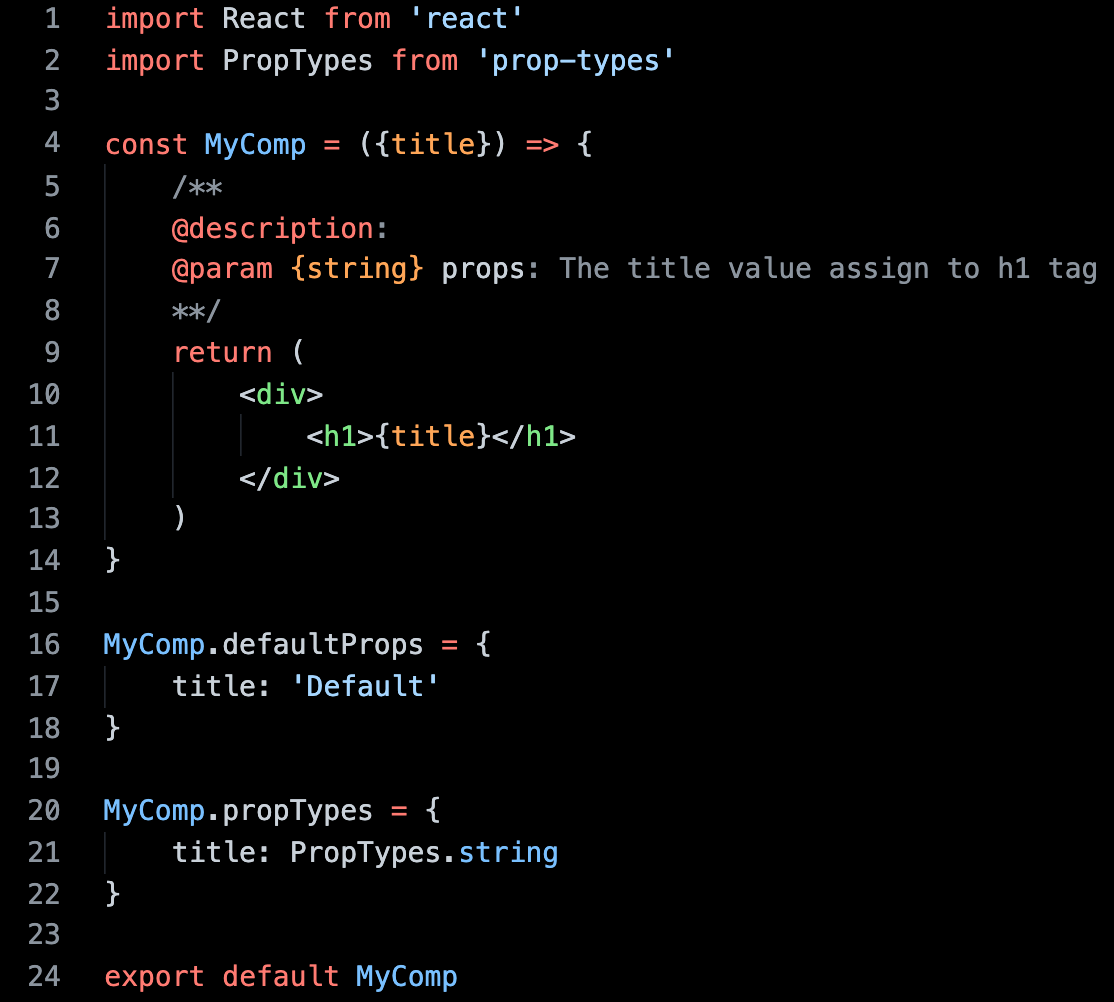 1 import React from 'react'
2 import PropTypes from 'prop-types'
3
4 const MyComp = ({title}) => {
5     /**
6     @description:
7     @param {string} props: The title value assign to h1 tag
8     **/
9     return (
10         <div>
11             <h1>{title}</h1>
12         </div>
13     )
14 }
15
16 MyComp.defaultProps = {
17     title: 'Default'
18 }
19
20 MyComp.propTypes = {
21     title: PropTypes.string
22 }
23
24 export default MyComp